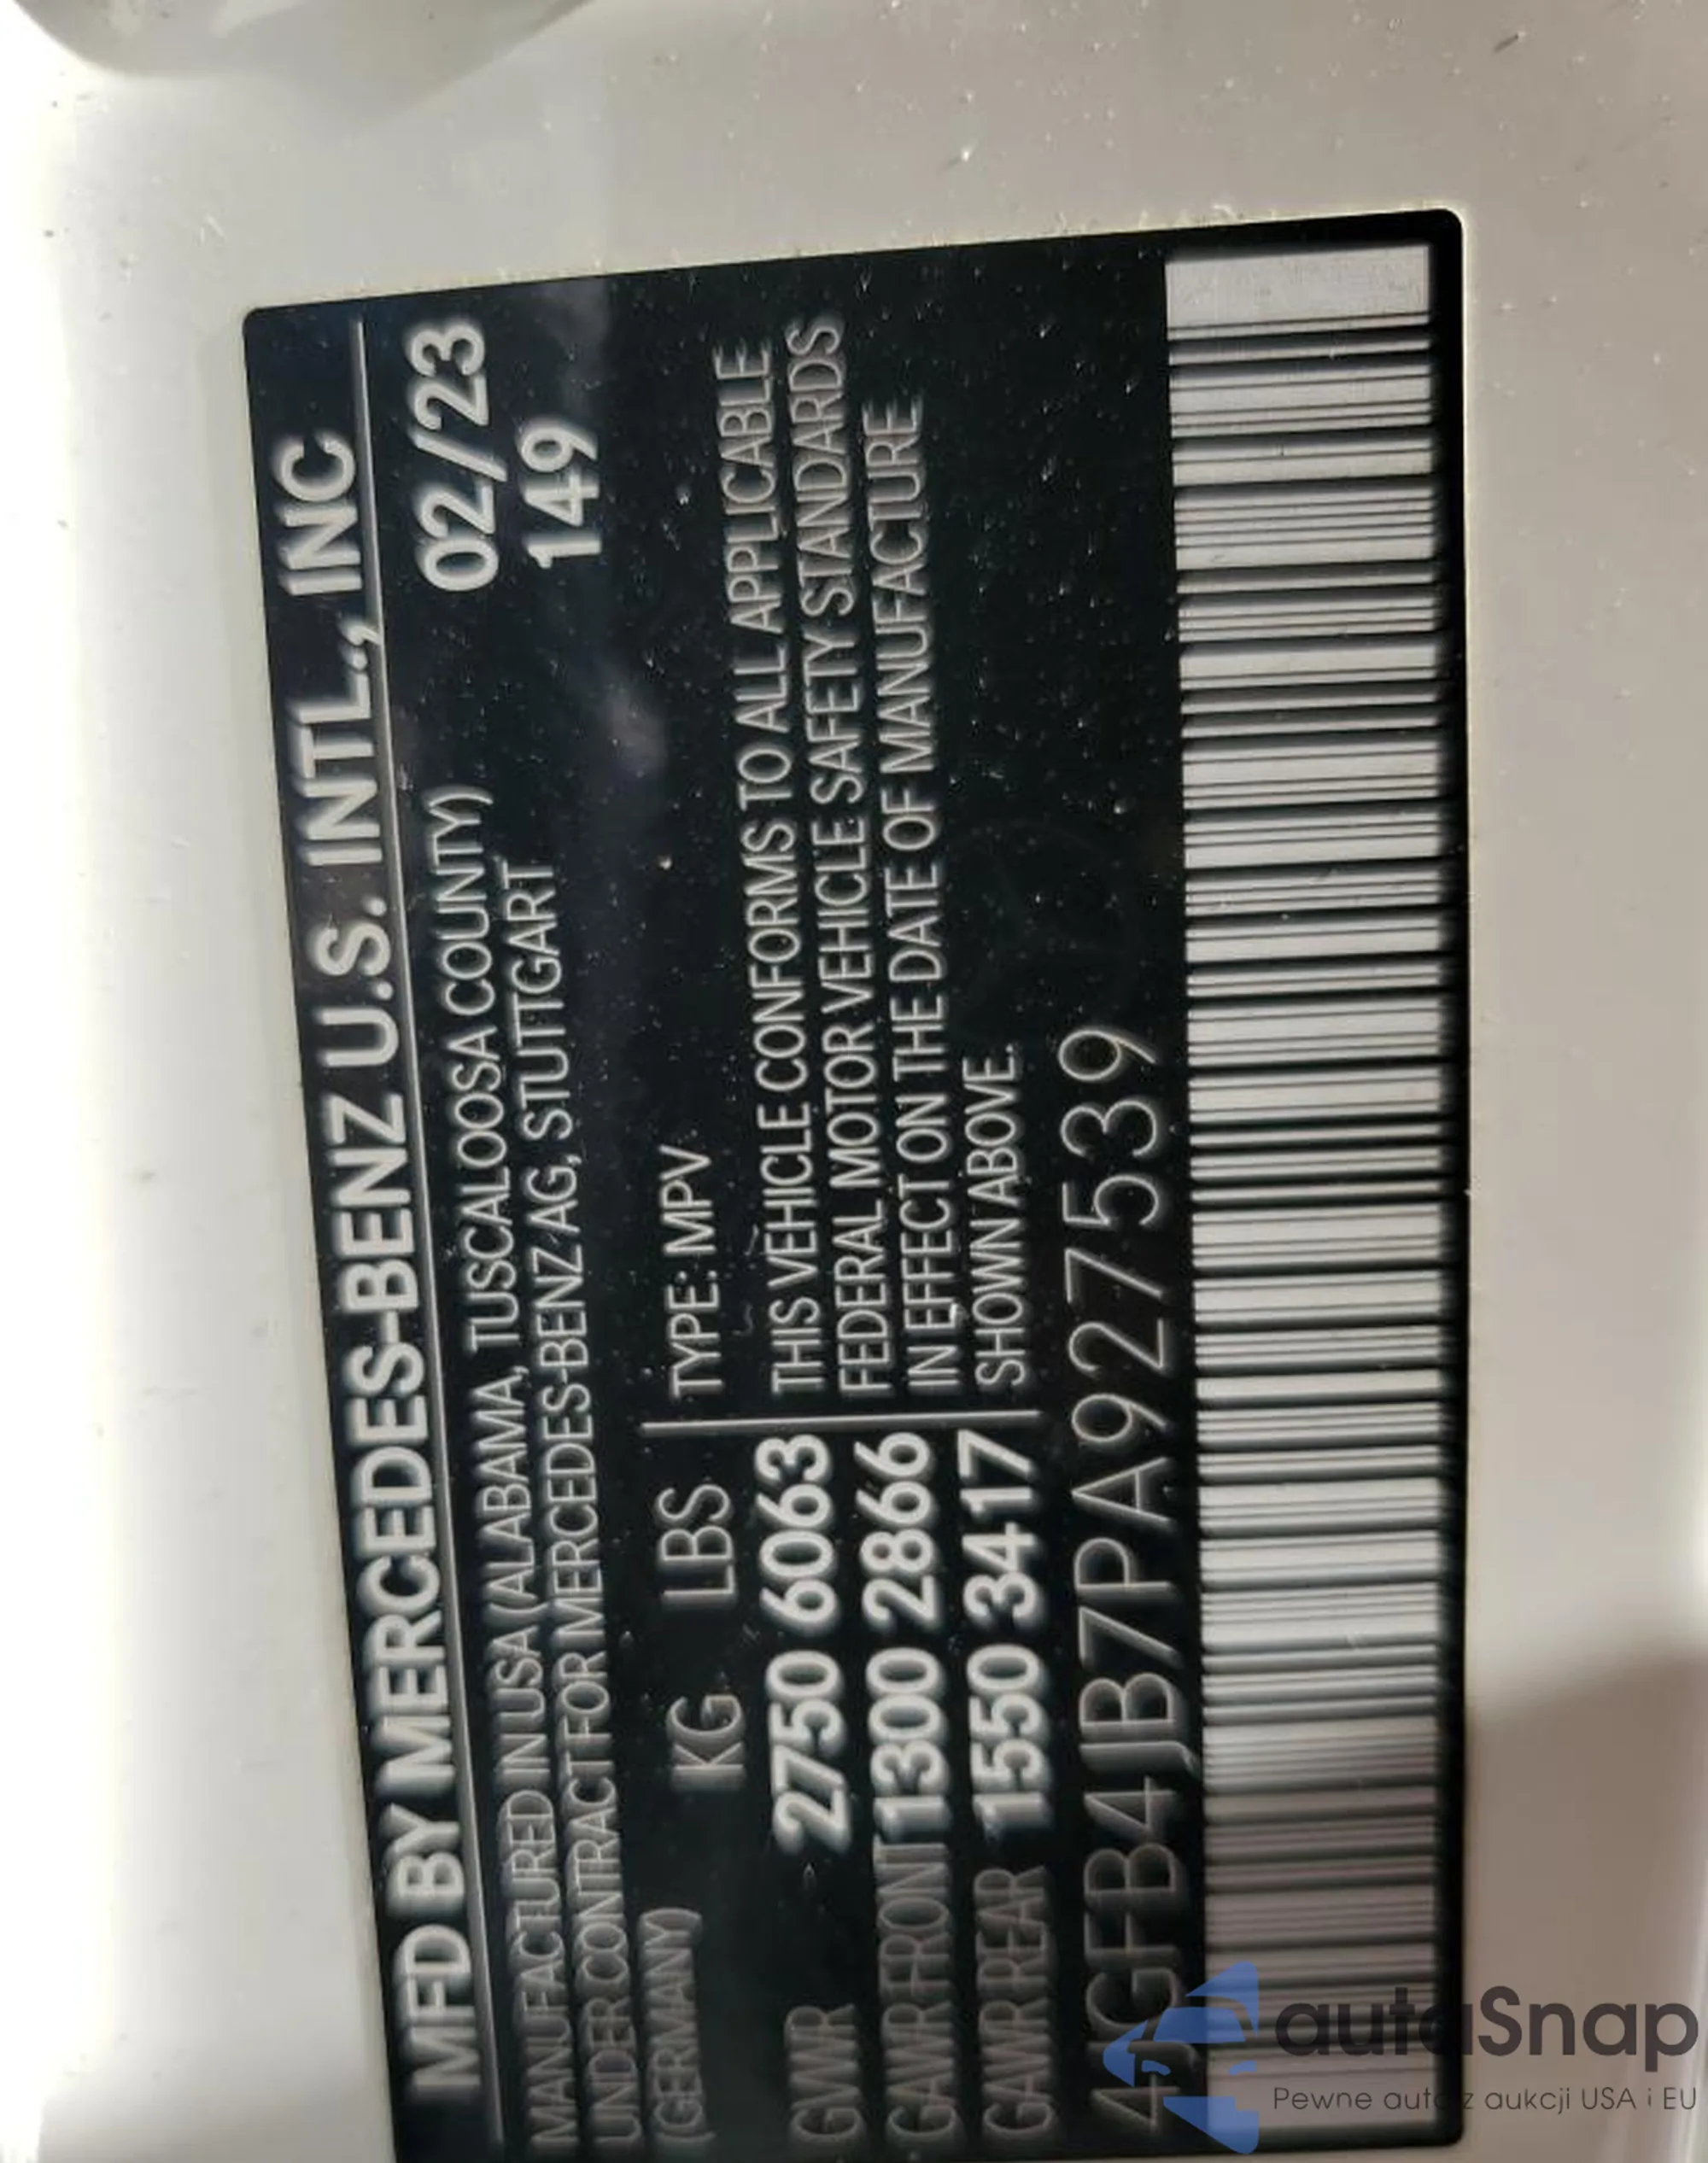 MFD BY MERCEDES-BENZ U.S. INTL., INC
MANUFACTURED IN USA (ALABAMA, TUSCALOOSA COUNTY) 02/23
UNDER CONTRACT FOR MERCEDES-BENZ AG, STUTTGART 149
(GERMANY)
KG LBS TYPE: MPV
GVWR 2750 6063 THIS VEHICLE CONFORMS TO ALL APPLICABLE
FEDERAL MOTOR VEHICLE SAFETY STANDARDS
GAWR FRONT 1300 2866 IN EFFECT ON THE DATE OF MANUFACTURE
GAWR REAR 1550 3417 SHOWN ABOVE.
4JGFB4JB7PA927539
autaSnap
Pewne auta z aukcji USA i EU